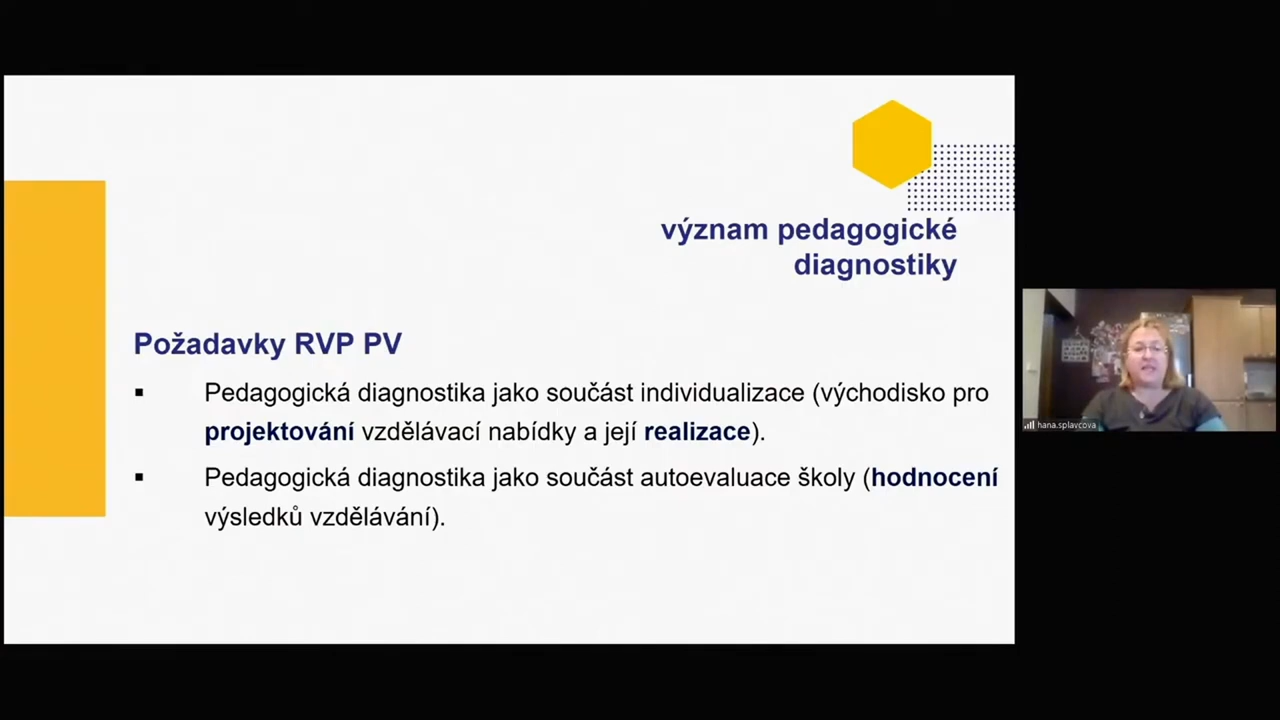 význam pedagogické
diagnostiky
Požadavky RVP PV
▪ Pedagogická diagnostika jako součást individualizace (východisko pro
projektování vzdělávací nabídky a její realizace).
▪ Pedagogická diagnostika jako součást autoevaluace školy (hodnocení
výsledků vzdělávání).
hana.splavcova